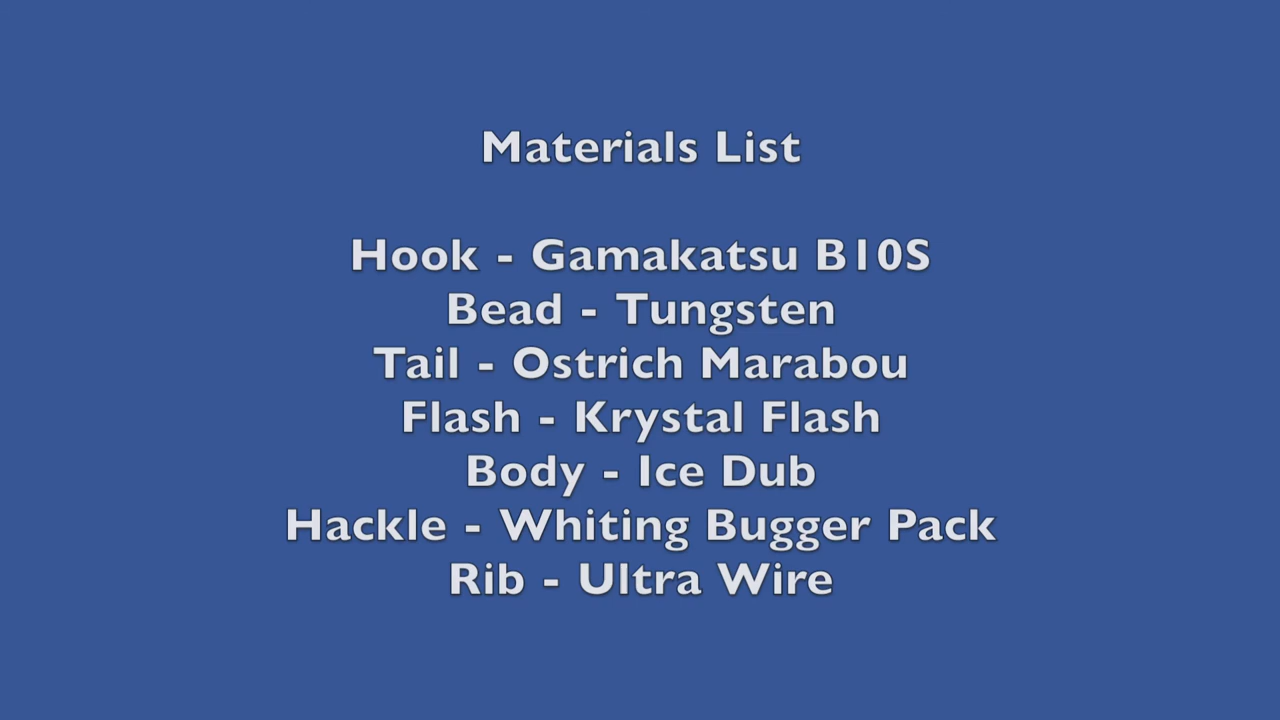 Materials List
Hook - Gamakatsu B10S
Bead - Tungsten
Tail - Ostrich Marabou
Flash - Krystal Flash
Body - Ice Dub
Hackle - Whiting Bugger Pack
Rib - Ultra Wire